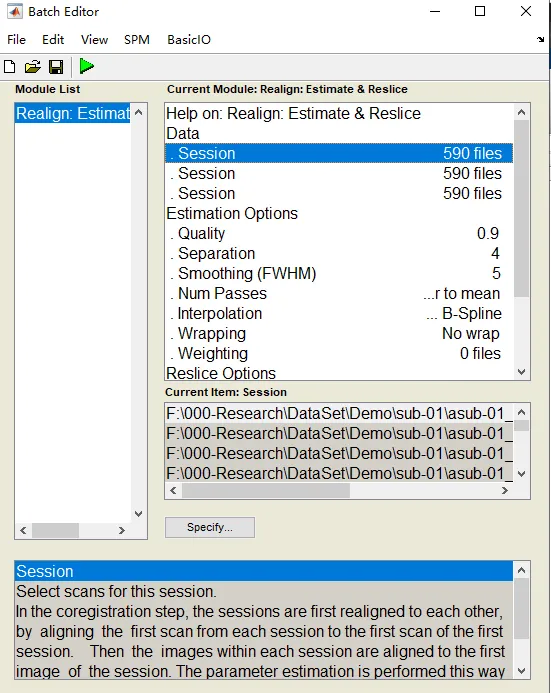 Batch Editor
File Edit View SPM BasicIO
Module List
Current Module: Realign: Estimate & Reslice
Realign: Estimat
Help on: Realign: Estimate & Reslice
Data
. Session 590 files
. Session 590 files
. Session 590 files
Estimation Options
. Quality 0.9
. Separation 4
. Smoothing (FWHM) 5
. Num Passes ...r to mean
. Interpolation ... B-Spline
. Wrapping No wrap
. Weighting 0 files
Reslice Options
Current Item: Session
F:\000-Research\DataSet\Demo\sub-01\asub-01_
F:\000-Research\DataSet\Demo\sub-01\asub-01_
F:\000-Research\DataSet\Demo\sub-01\asub-01_
F:\000-Research\DataSet\Demo\sub-01\asub-01_
Specify...
Session
Select scans for this session.
In the coregistration step, the sessions are first realigned to each other,
by aligning the first scan from each session to the first scan of the first
session. Then the images within each session are aligned to the first
image of the session. The parameter estimation is performed this way